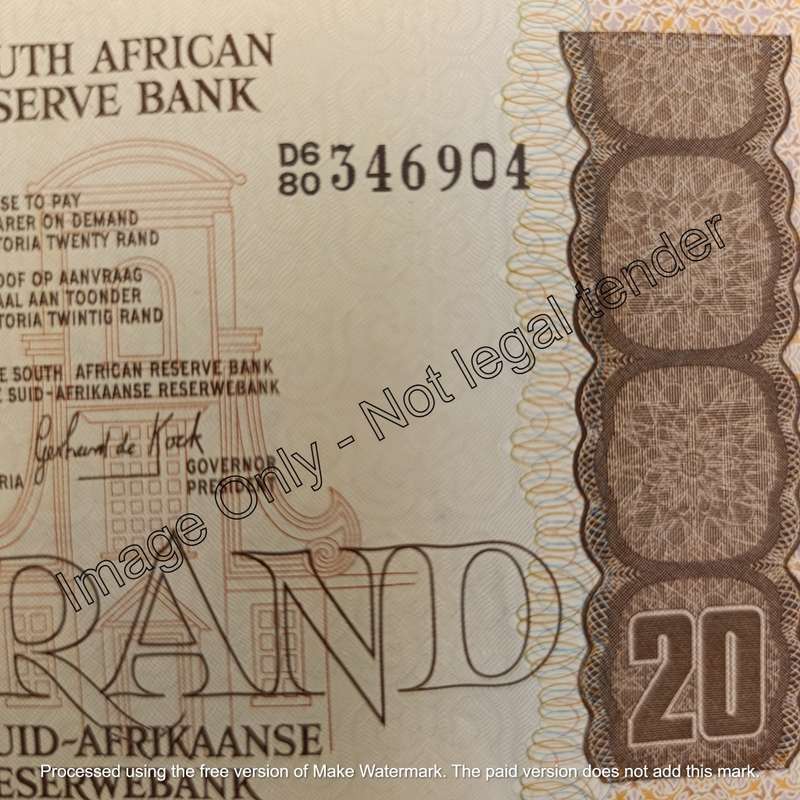 UTH AFRICAN
SERVE BANK
D6
80 346904
SE TO PAY
ARER ON DEMAND
TORIA TWENTY RAND
OOF OP AANVRAAG
AAL AAN TOONDER
TORIA TWINTIG RAND
E SOUTH AFRICAN RESERVE BANK
E SUID-AFRIKAANSE RESERWEBANK
Gerhard de Kock
RIA
GOVERNOR
PRESIDENT
Image Only - Not legal tender
RAND
20
UID-AFRIKAANSE
ESERWEBANK
Processed using the free version of Make Watermark. The paid version does not add this mark.